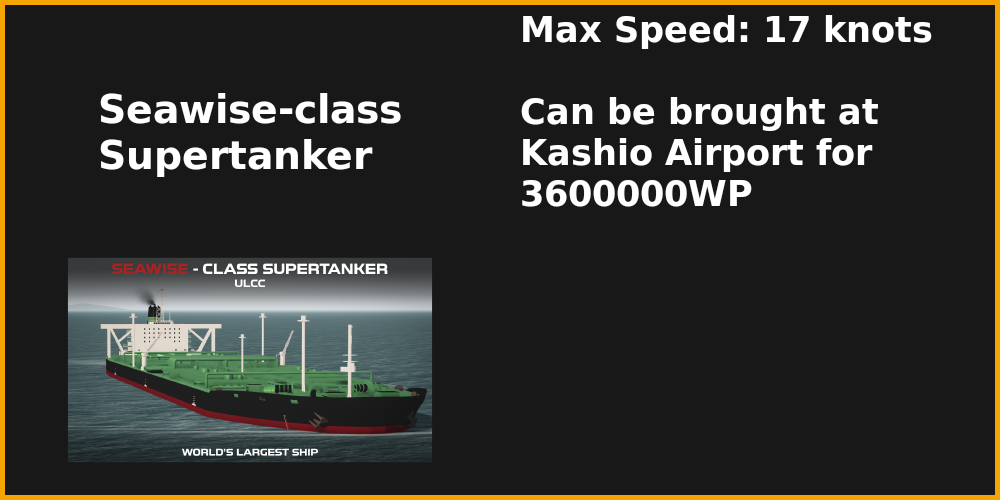 Seawise-class
Supertanker
SEAWISE - CLASS SUPERTANKER
ULCC
WORLD'S LARGEST SHIP
Max Speed: 17 knots
Can be brought at
Kashio Airport for
3600000WP